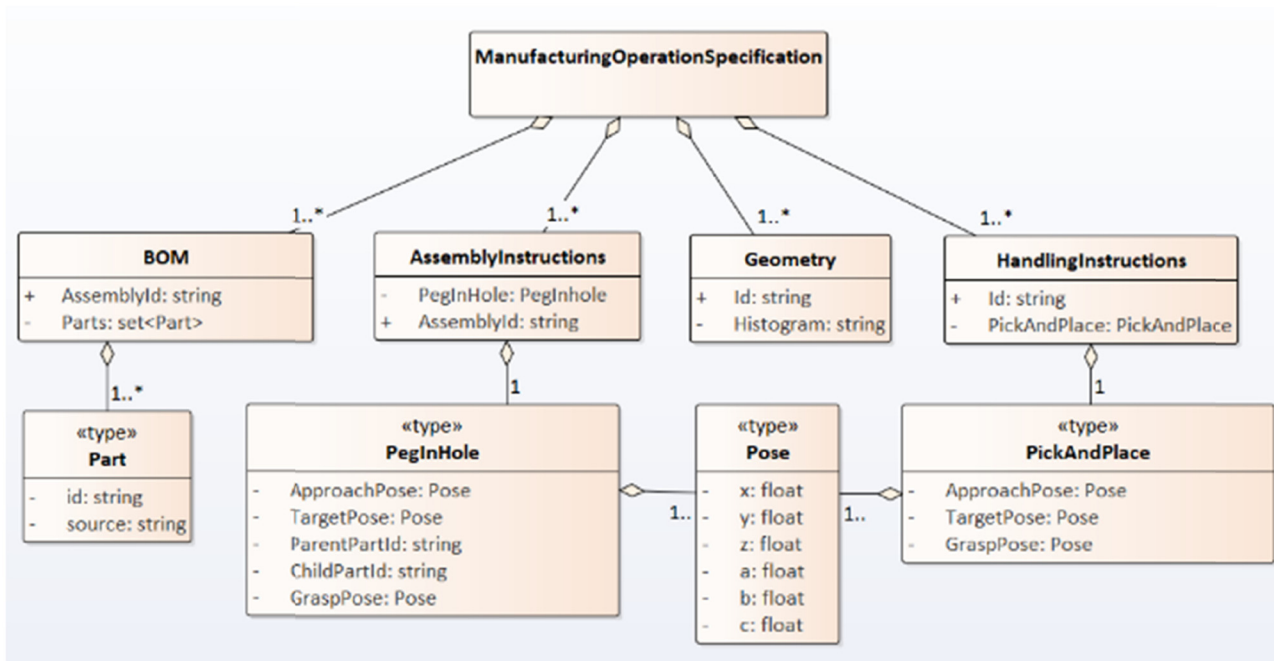 ManufacturingOperationSpecification
1..*
1..*
1..*
1..*
BOM
+ AssemblyId: string
- Parts: set<Part>
AssemblyInstructions
- PegInHole: PegInhole
+ AssemblyId: string
Geometry
+ Id: string
- Histogram: string
HandlingInstructions
+ Id: string
- PickAndPlace: PickAndPlace
1..*
1
1
«type»
Part
- id: string
- source: string
«type»
PegInHole
- ApproachPose: Pose
- TargetPose: Pose
- ParentPartId: string
- ChildPartId: string
- GraspPose: Pose
1..
«type»
Pose
- x: float
- y: float
- z: float
- a: float
- b: float
- c: float
1..
«type»
PickAndPlace
- ApproachPose: Pose
- TargetPose: Pose
- GraspPose: Pose